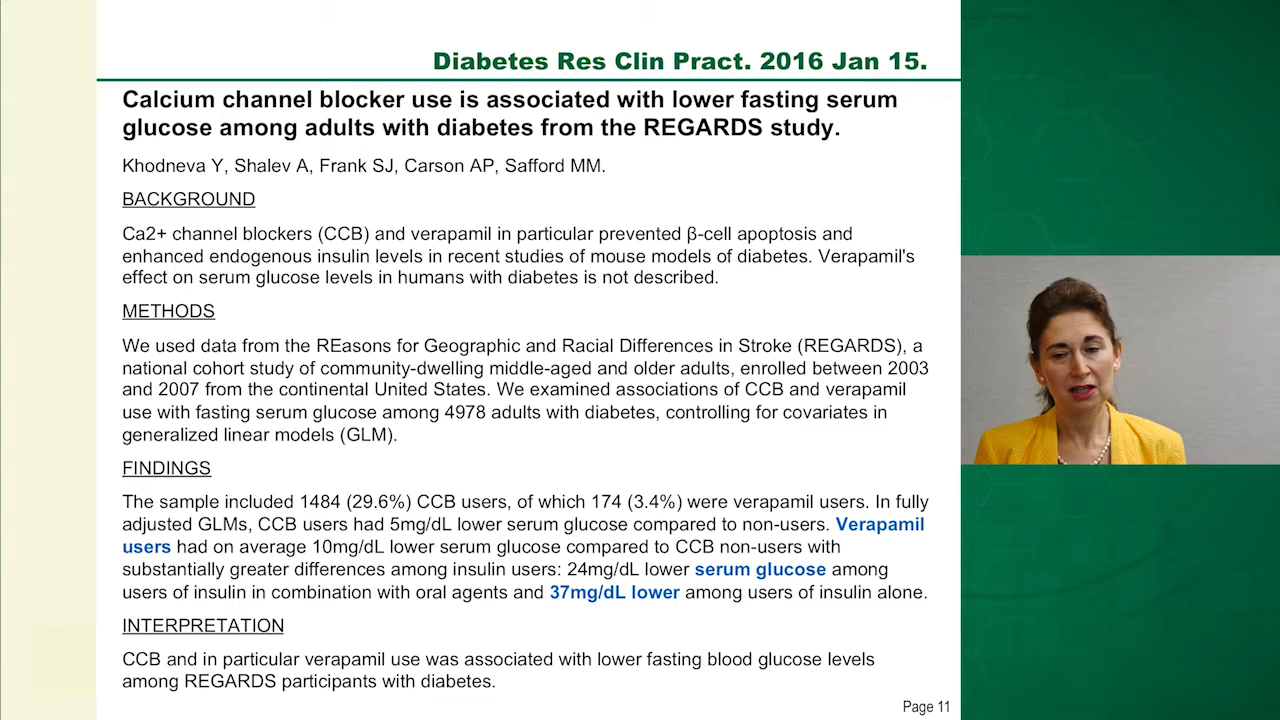 Diabetes Res Clin Pract. 2016 Jan 15.
Calcium channel blocker use is associated with lower fasting serum
glucose among adults with diabetes from the REGARDS study.
Khodneva Y, Shalev A, Frank SJ, Carson AP, Safford MM.
BACKGROUND
Ca2+ channel blockers (CCB) and verapamil in particular prevented β-cell apoptosis and
enhanced endogenous insulin levels in recent studies of mouse models of diabetes. Verapamil's
effect on serum glucose levels in humans with diabetes is not described.
METHODS
We used data from the REasons for Geographic and Racial Differences in Stroke (REGARDS), a
national cohort study of community-dwelling middle-aged and older adults, enrolled between 2003
and 2007 from the continental United States. We examined associations of CCB and verapamil
use with fasting serum glucose among 4978 adults with diabetes, controlling for covariates in
generalized linear models (GLM).
FINDINGS
The sample included 1484 (29.6%) CCB users, of which 174 (3.4%) were verapamil users. In fully
adjusted GLMs, CCB users had 5mg/dL lower serum glucose compared to non-users. Verapamil
users had on average 10mg/dL lower serum glucose compared to CCB non-users with
substantially greater differences among insulin users: 24mg/dL lower serum glucose among
users of insulin in combination with oral agents and 37mg/dL lower among users of insulin alone.
INTERPRETATION
CCB and in particular verapamil use was associated with lower fasting blood glucose levels
among REGARDS participants with diabetes.
Page 11